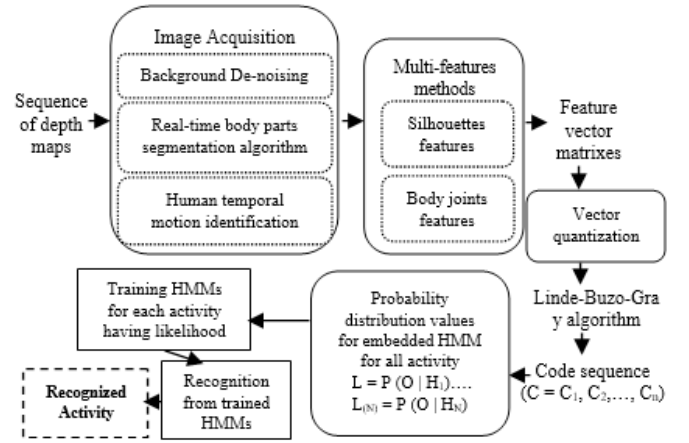 Sequence
of depth
maps
Image Acquisition
Background De-noising
Real-time body parts
segmentation algorithm
Human temporal
motion identification
Multi-features
methods
Silhouettes
features
Body joints
features
Feature
vector
matrixes
Vector
quantization
Linde-Buzo-Gra
y algorithm
Code sequence
(C = C₁, C₂,…, Cₙ)
Probability
distribution values
for embedded HMM
for all activity
L = P (O | H₁)….
L₍N₎ = P (O | H_N)
Training HMMs
for each activity
having likelihood
Recognition
from trained
HMMs
Recognized
Activity